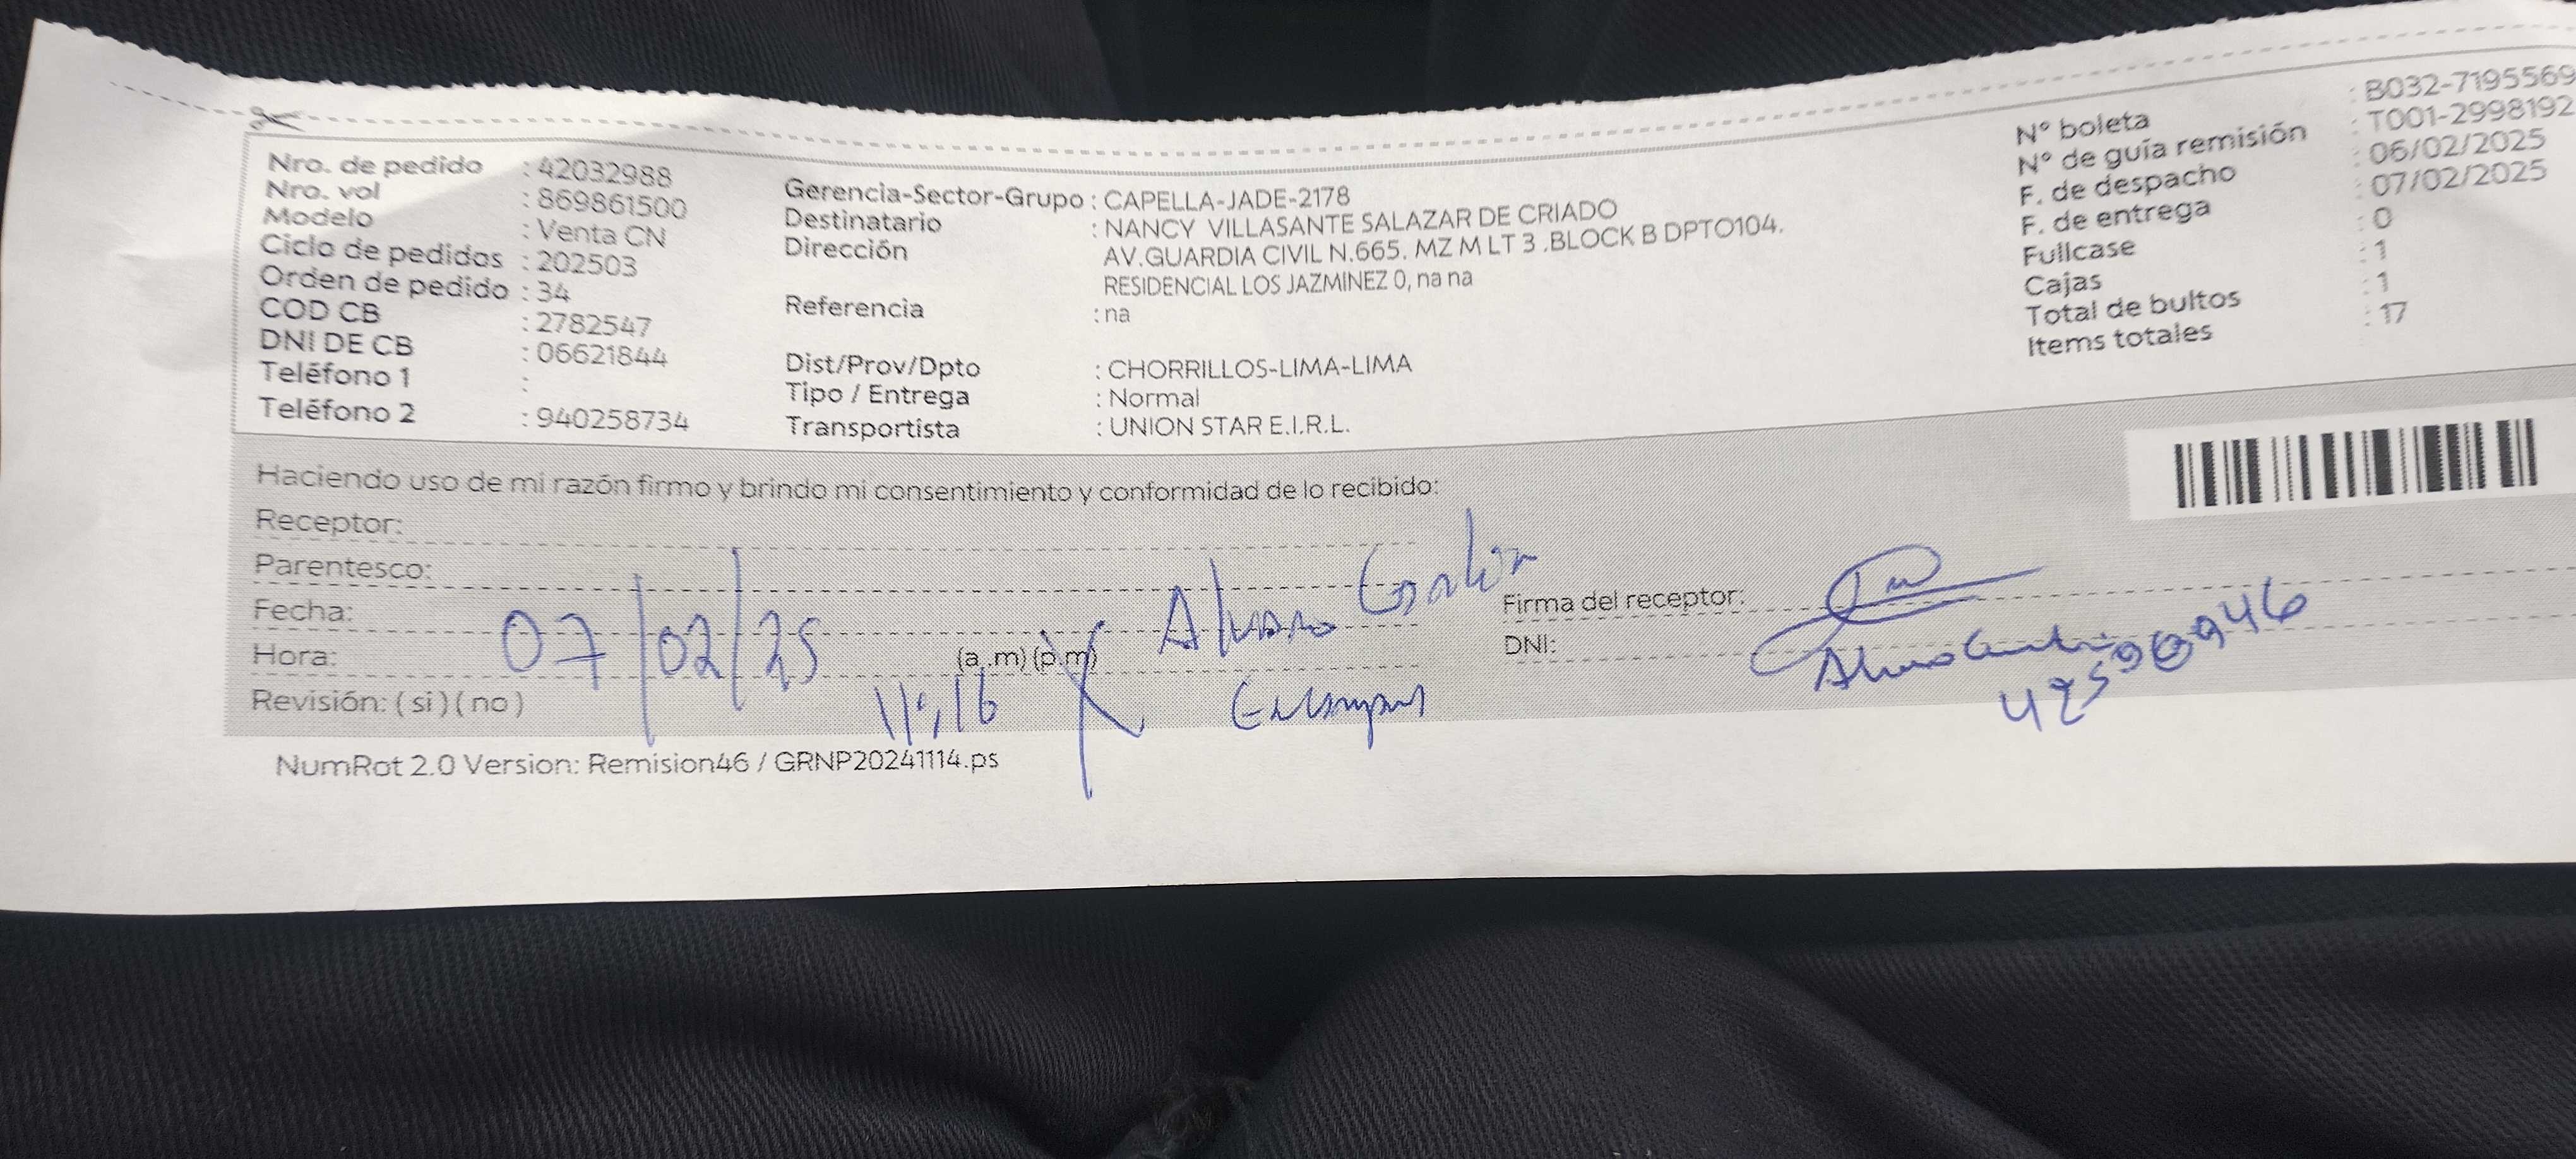 Nro. de pedido : 42032988
Nro. vol : 869861500
Modelo : Venta CN
Ciclo de pedidos : 202503
Orden de pedido : 34
COD CB : 2782547
DNI DE CB : 06621844
Teléfono 1 :
Teléfono 2 : 940258734
Gerencia-Sector-Grupo : CAPELLA-JADE-2178
Destinatario : NANCY VILLASANTE SALAZAR DE CRIADO
Dirección AV.GUARDIA CIVIL N.665. MZ M LT 3 .BLOCK B DPTO104.
RESIDENCIAL LOS JAZMINEZ 0, na na
Referencia : na
Dist/Prov/Dpto : CHORRILLOS-LIMA-LIMA
Tipo / Entrega : Normal
Transportista : UNION STAR E.I.R.L.
N° boleta : B032-7195569
N° de guía remisión : T001-2998192
F. de despacho : 06/02/2025
F. de entrega : 07/02/2025
Fullcase : 0
Cajas : 1
Total de bultos : 1
Items totales : 17
Haciendo uso de mi razón firmo y brindo mi consentimiento y conformidad de lo recibido:
Receptor:
Parentesco:
Fecha: 07/02/25
Hora: (a.m) (p.m)
11:16
Revisión: ( si ) ( no )
Alvaro
Firma del receptor:
DNI:
NumRot 2.0 Version: Remision46 / GRNP20241114.ps